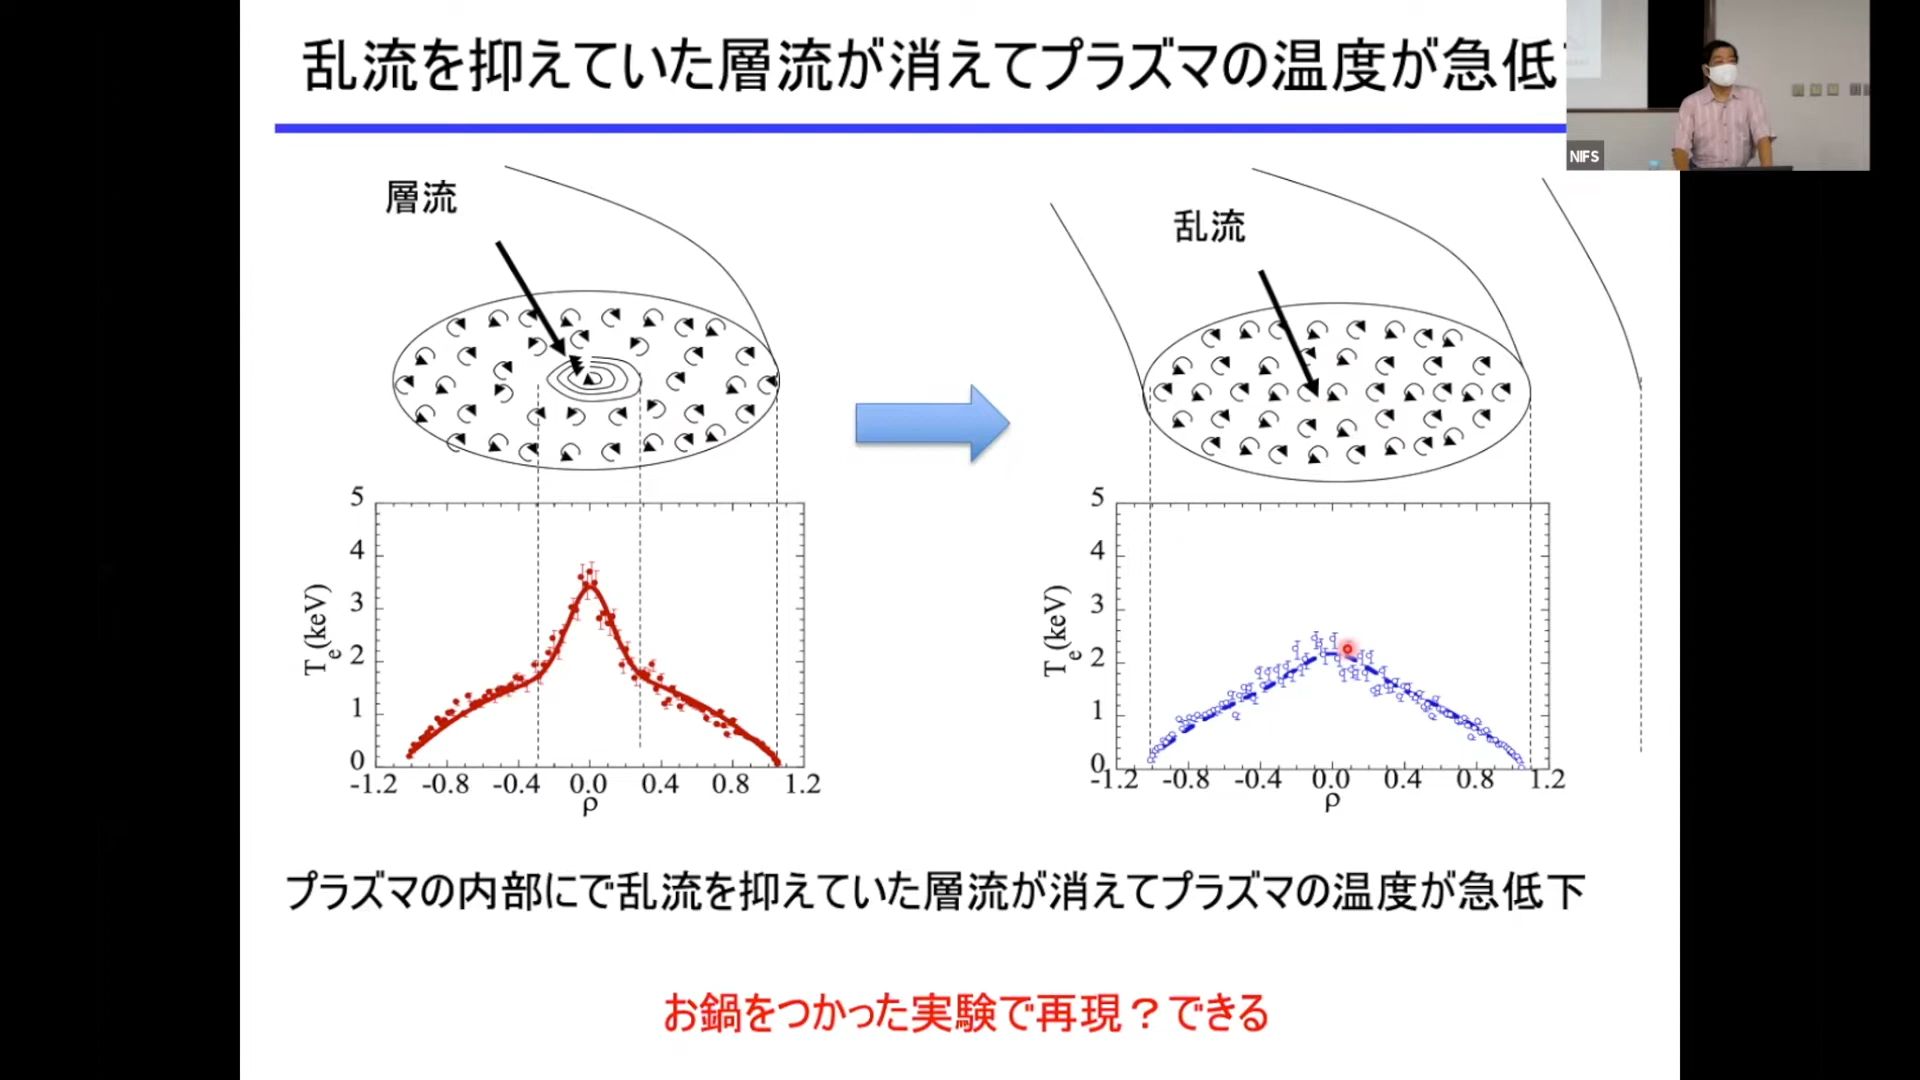 乱流を抑えていた層流が消えてプラズマの温度が急低
NIFS
層流
乱流
5
4
3
2
1
0
Te(keV)
-1.2 -0.8 -0.4 0.0 0.4 0.8 1.2
ρ
5
4
3
2
1
0
Te(keV)
-1.2 -0.8 -0.4 0.0 0.4 0.8 1.2
ρ
プラズマの内部にで乱流を抑えていた層流が消えてプラズマの温度が急低下
お鍋をつかった実験で再現？できる